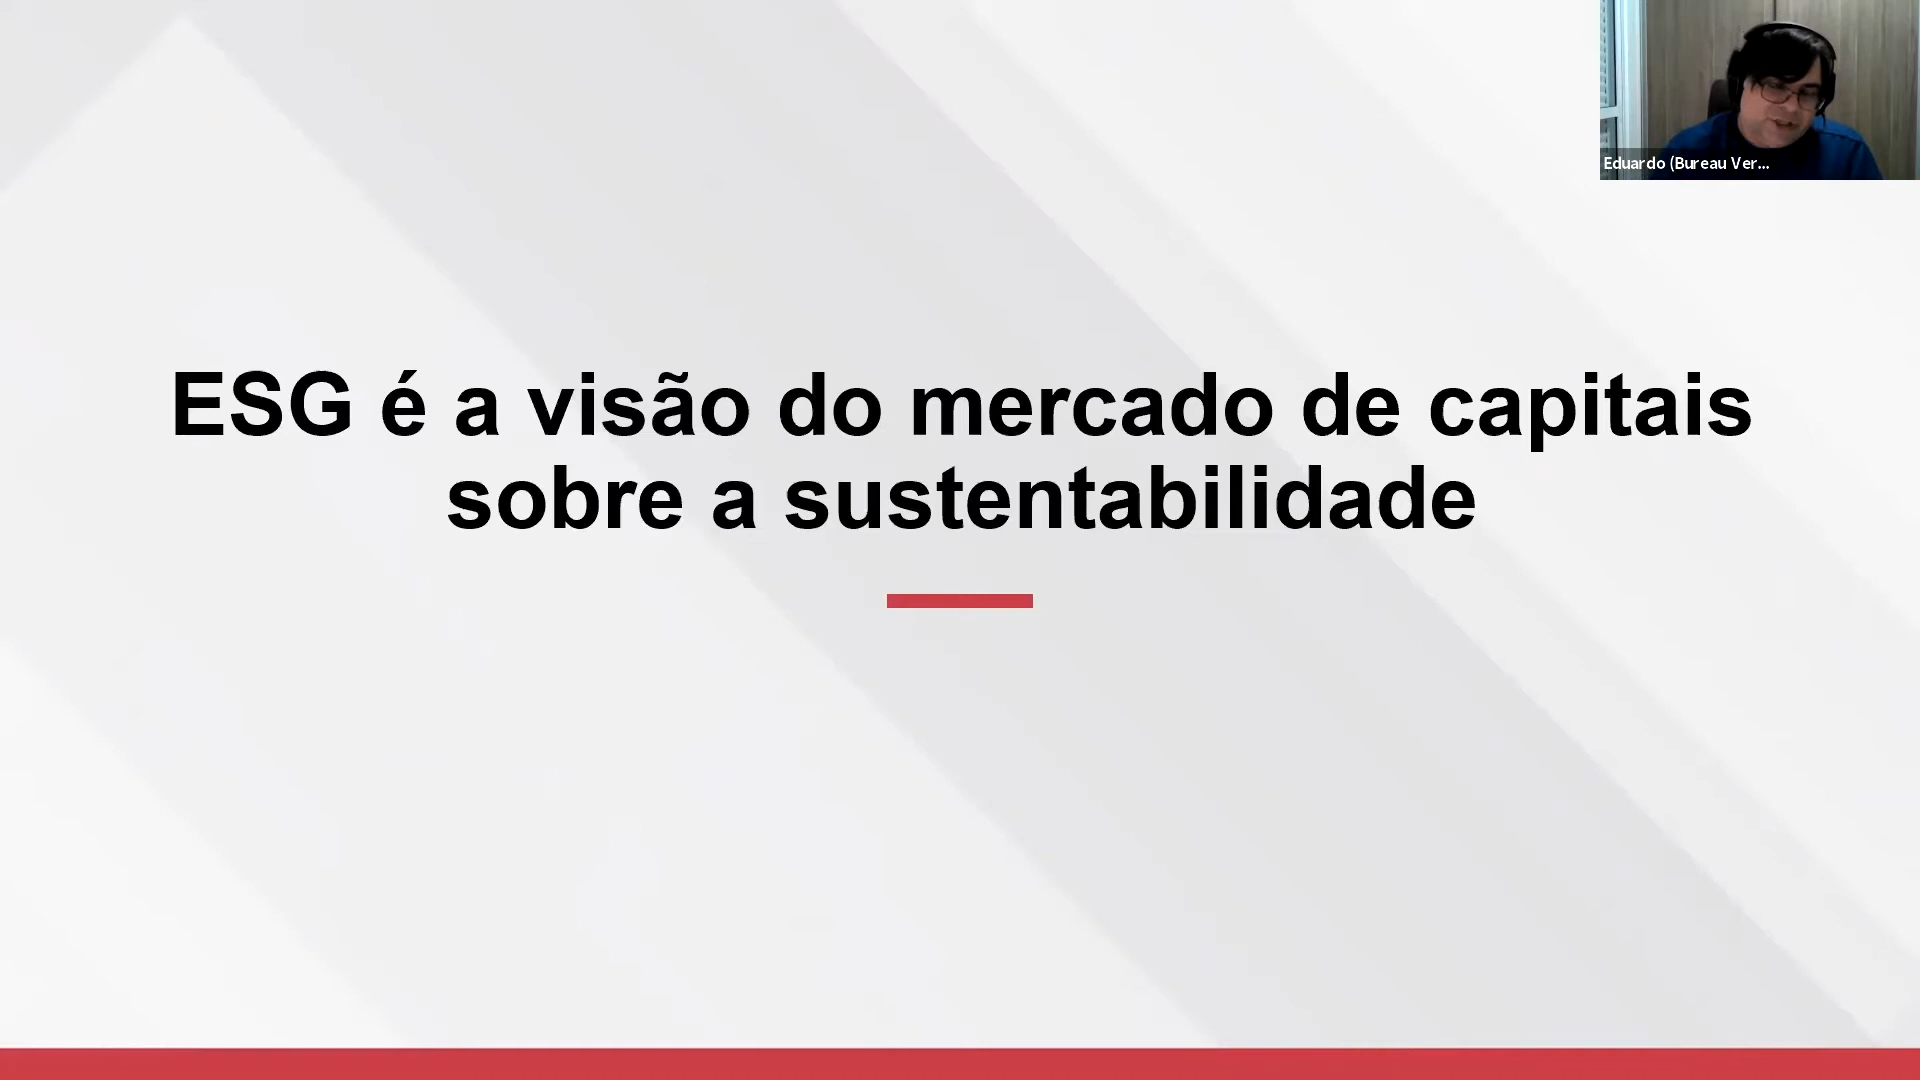 Eduardo (Bureau Ver...
ESG é a visão do mercado de capitais
sobre a sustentabilidade